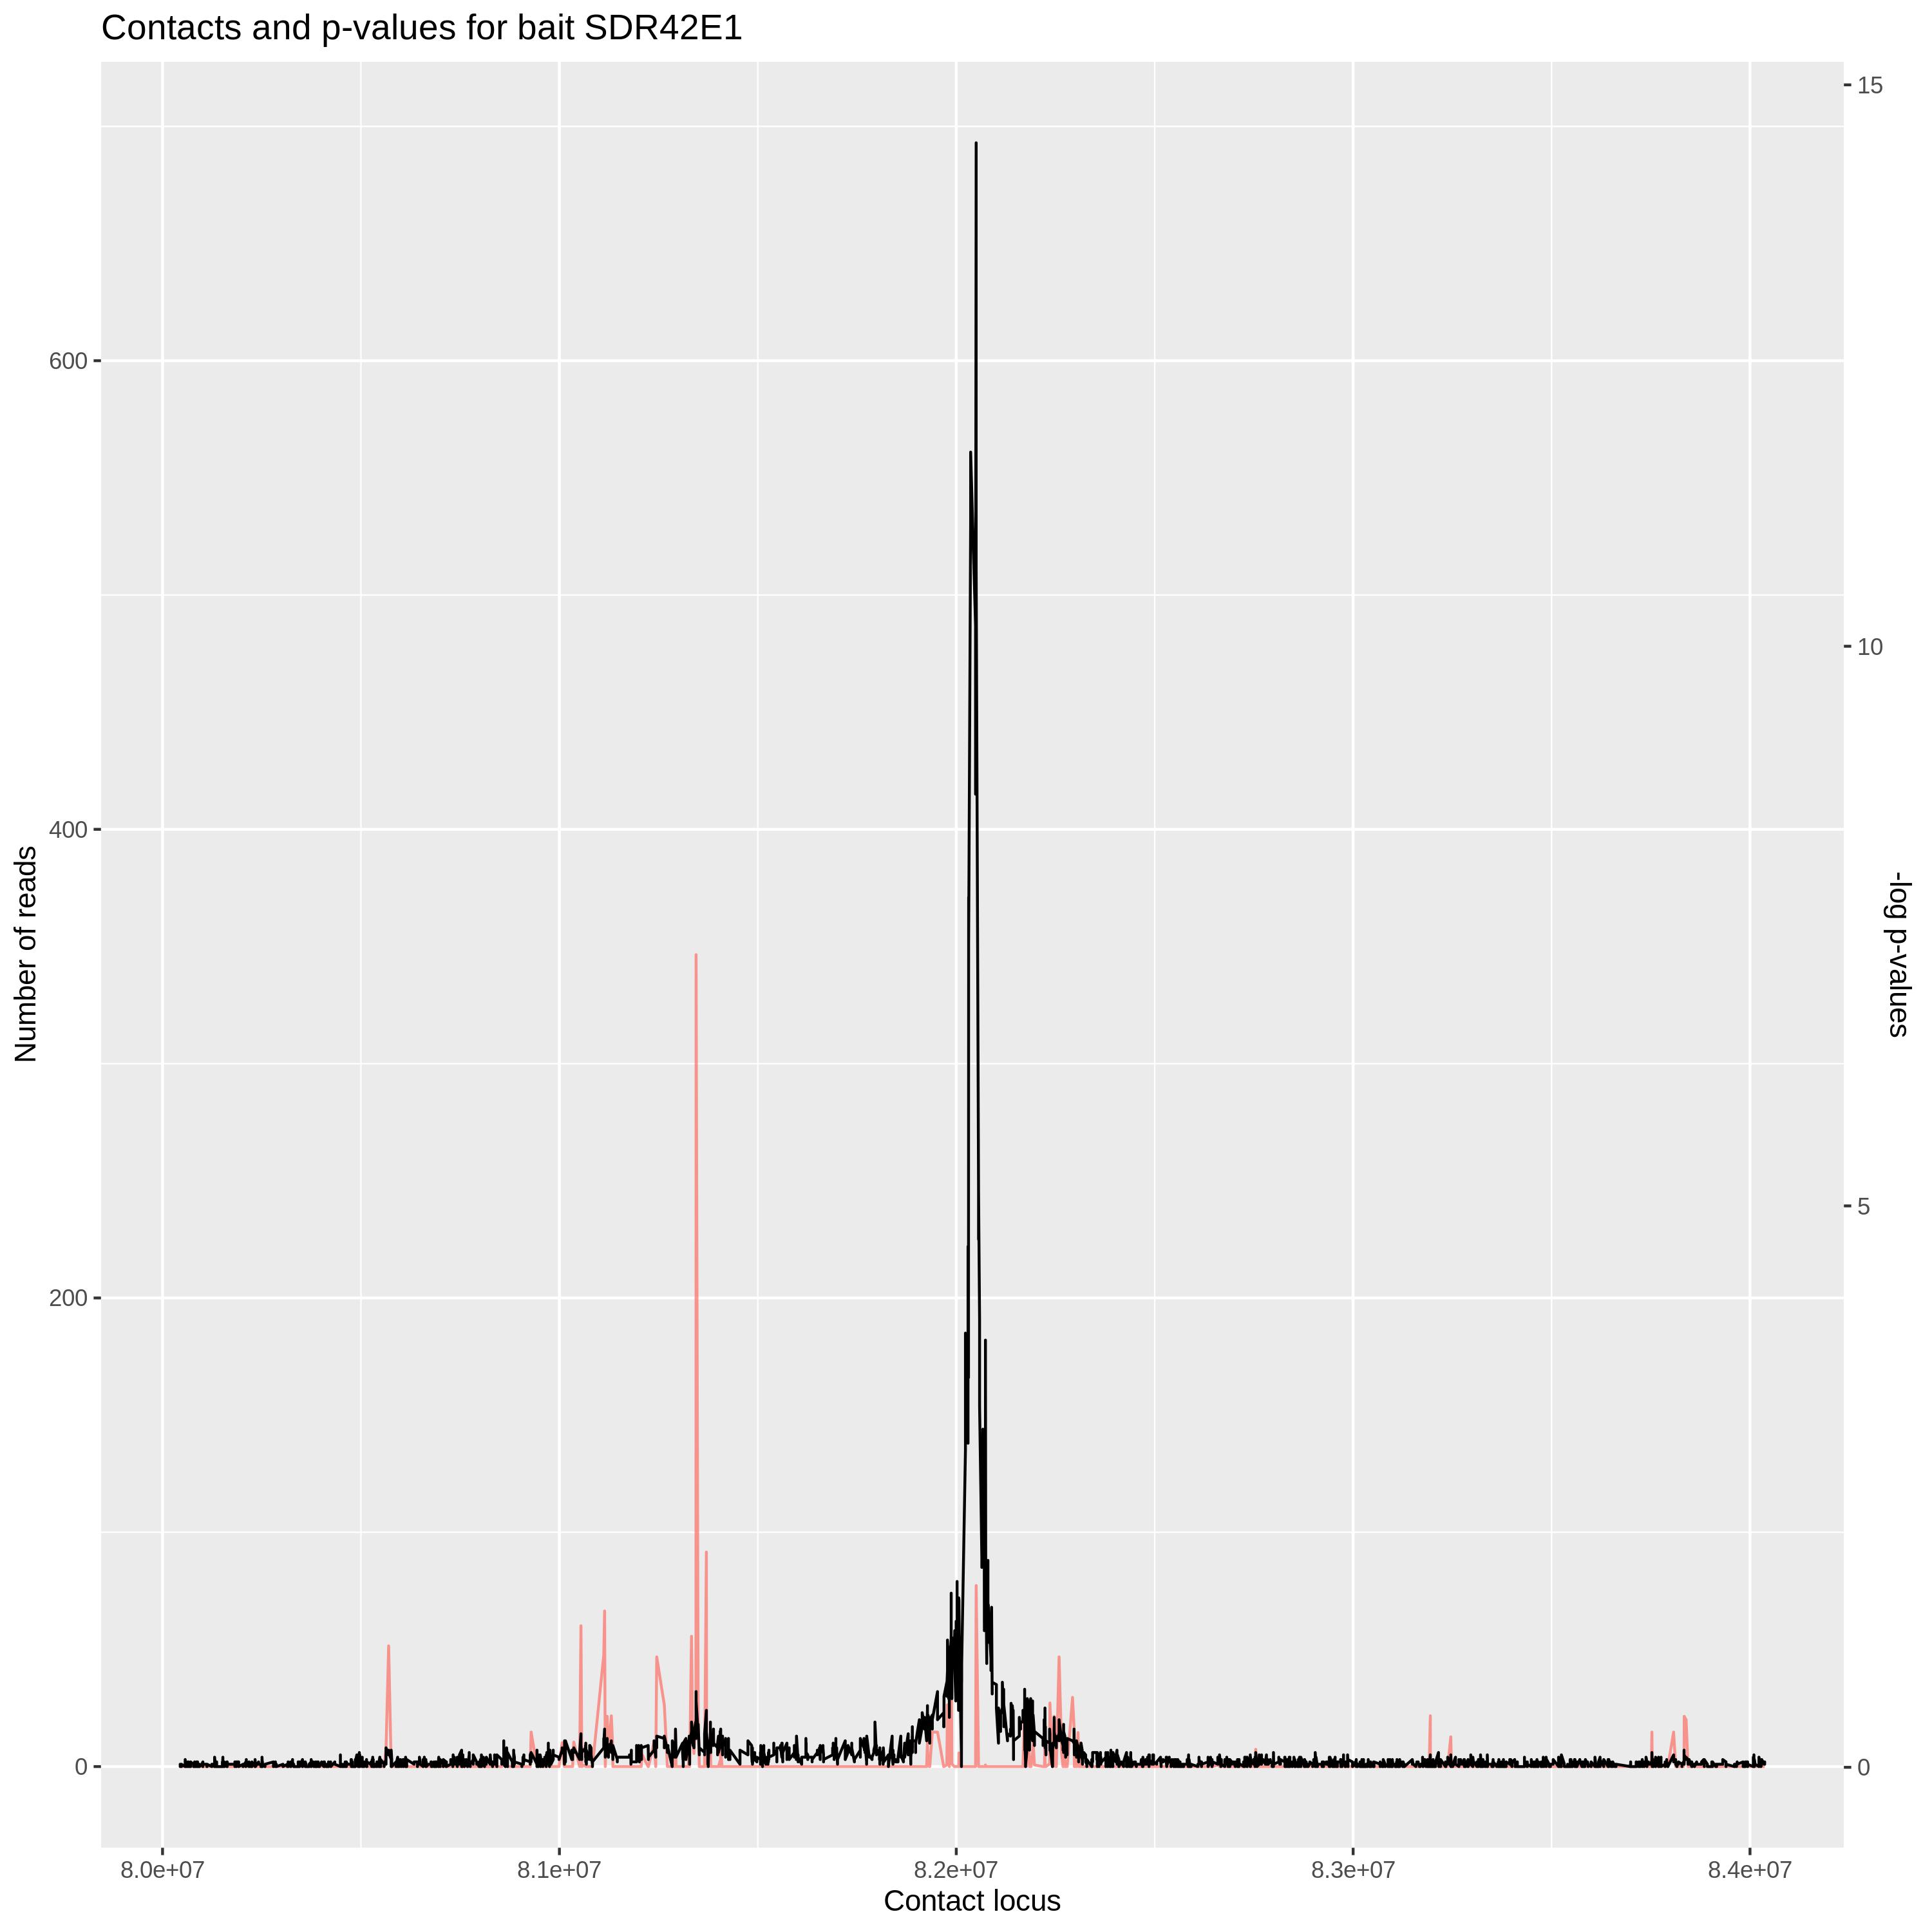 Contacts and p-values for bait SDR42E1
15
600
10
400
Number of reads
-log p-values
5
200
0
0
8.0e+07
8.1e+07
8.2e+07
8.3e+07
8.4e+07
Contact locus